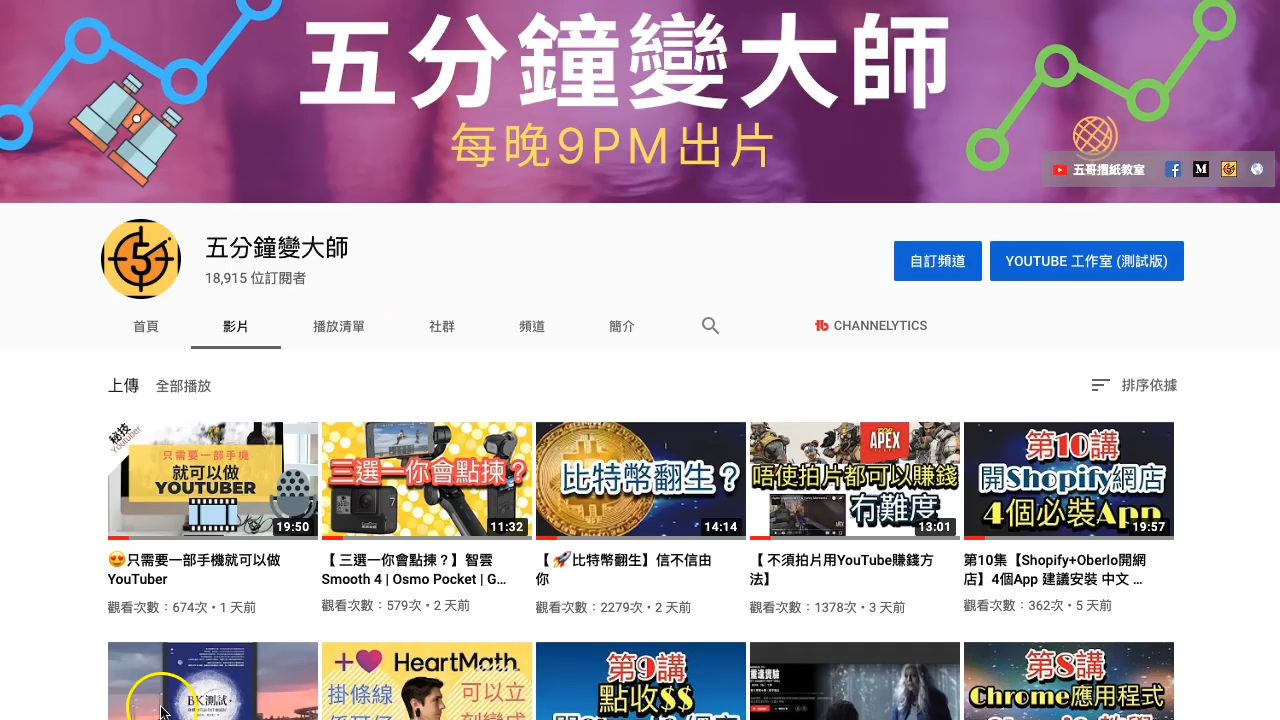 五分鐘變大師
每晚9PM出片
五哥摺紙教室
五分鐘變大師
18,915 位訂閱者
自訂頻道
YOUTUBE 工作室 (測試版)
首頁
影片
播放清單
社群
頻道
簡介
CHANNELYTICS
上傳
全部播放
排序依據
秘技
Youtuber
只需要一部手機
就可以做
YOUTUBER
19:50
三選一你會點揀？
11:32
比特幣翻生？
14:14
APEX
唔使拍片都可以賺錢
冇難度
13:01
第10講
開Shopify網店
4個必裝App
19:57
😍只需要一部手機就可以做
YouTuber
觀看次數：674次・1 天前
【 三選一你會點揀？】智雲
Smooth 4 | Osmo Pocket | G...
觀看次數：579次・2 天前
【 🚀比特幣翻生】信不信由
你
觀看次數：2279次・2 天前
【 不須拍片用YouTube賺錢方
法】
觀看次數：1378次・3 天前
第10集【Shopify+Oberlo開網
店】4個App 建議安裝 中文 ...
觀看次數：362次・5 天前
測試
HeartMath
掛條線
可以立
第9講
點收$$
重逢實驗
第8講
Chrome應用程式